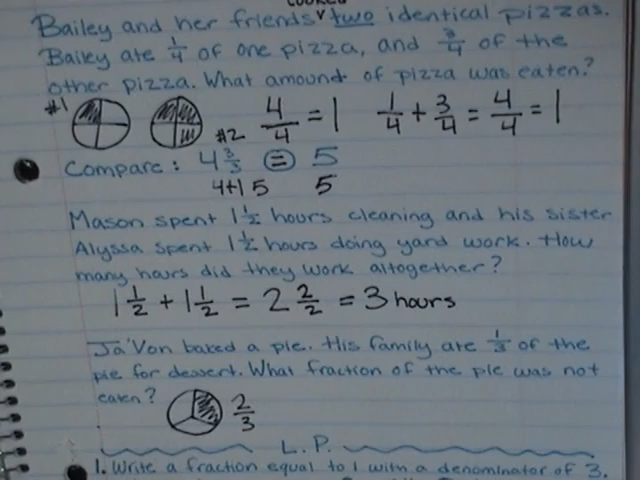 cooked
Bailey and her friends ˅ two identical pizzas.
Bailey ate 1/4 of one pizza, and 3/4 of the
other pizza. What amount of pizza was eaten?
#1 #2 4/4 = 1 1/4 + 3/4 = 4/4 = 1
Compare: 4 3/3 = 5
4+1 5 5
Mason spent 1 1/2 hours cleaning and his sister
Alyssa spent 1 1/2 hours doing yard work. How
many hours did they work altogether?
1 1/2 + 1 1/2 = 2 2/2 = 3 hours
Ja'Von baked a pie. His family ate 1/3 of the
pie for dessert. What fraction of the pie was not
eaten? 2/3
L.P.
1. Write a fraction equal to 1 with a denominator of 3.